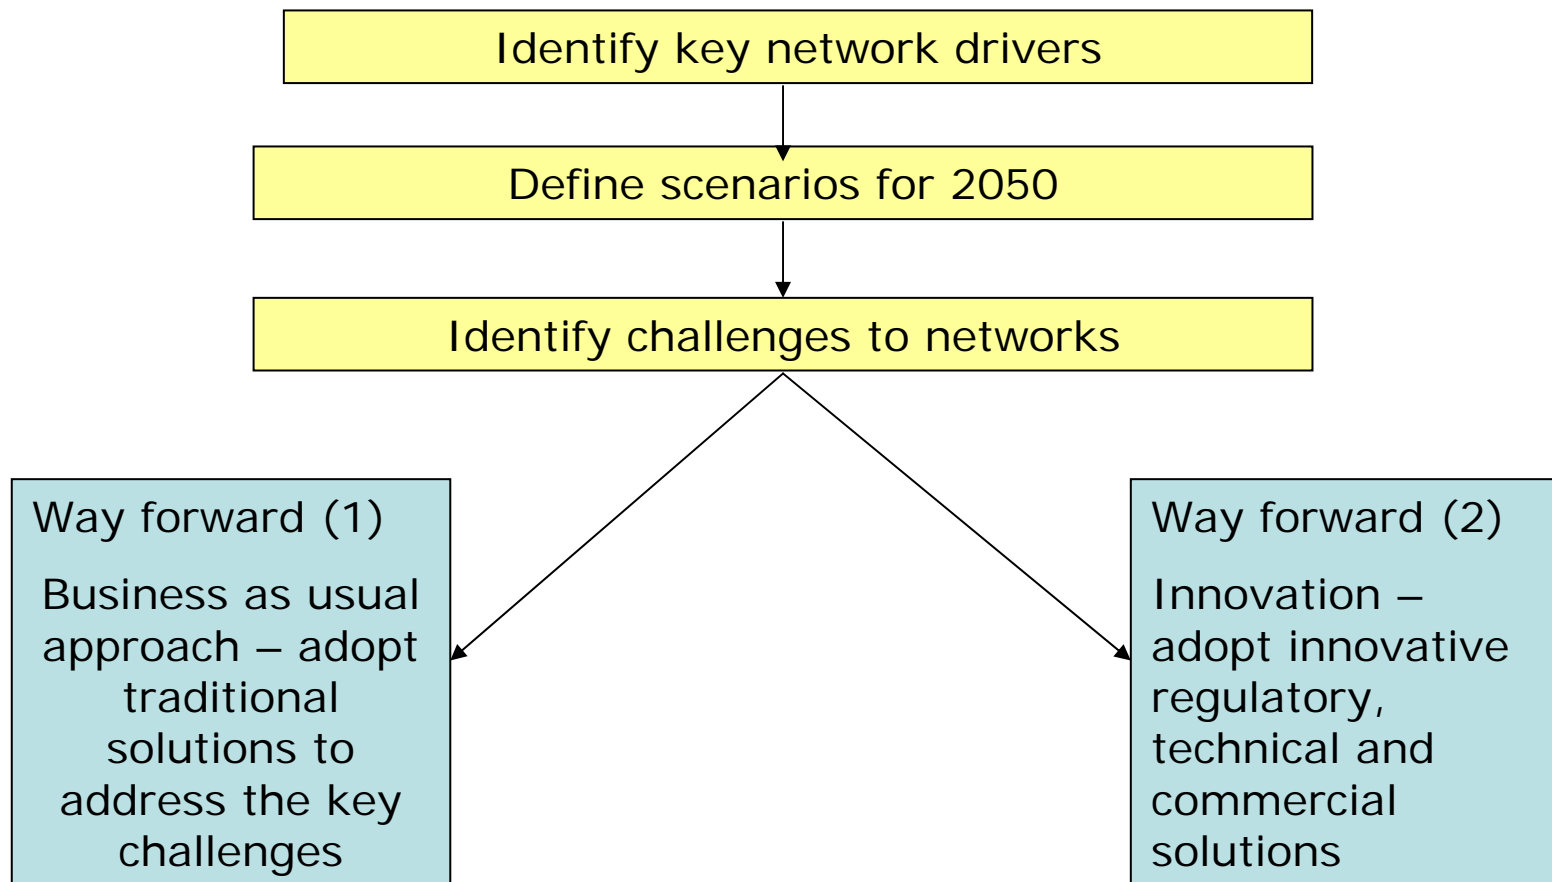 Identify key network drivers
Define scenarios for 2050
Identify challenges to networks
Way forward (1)
Business as usual
approach – adopt
traditional
solutions to
address the key
challenges
Way forward (2)
Innovation –
adopt innovative
regulatory,
technical and
commercial
solutions